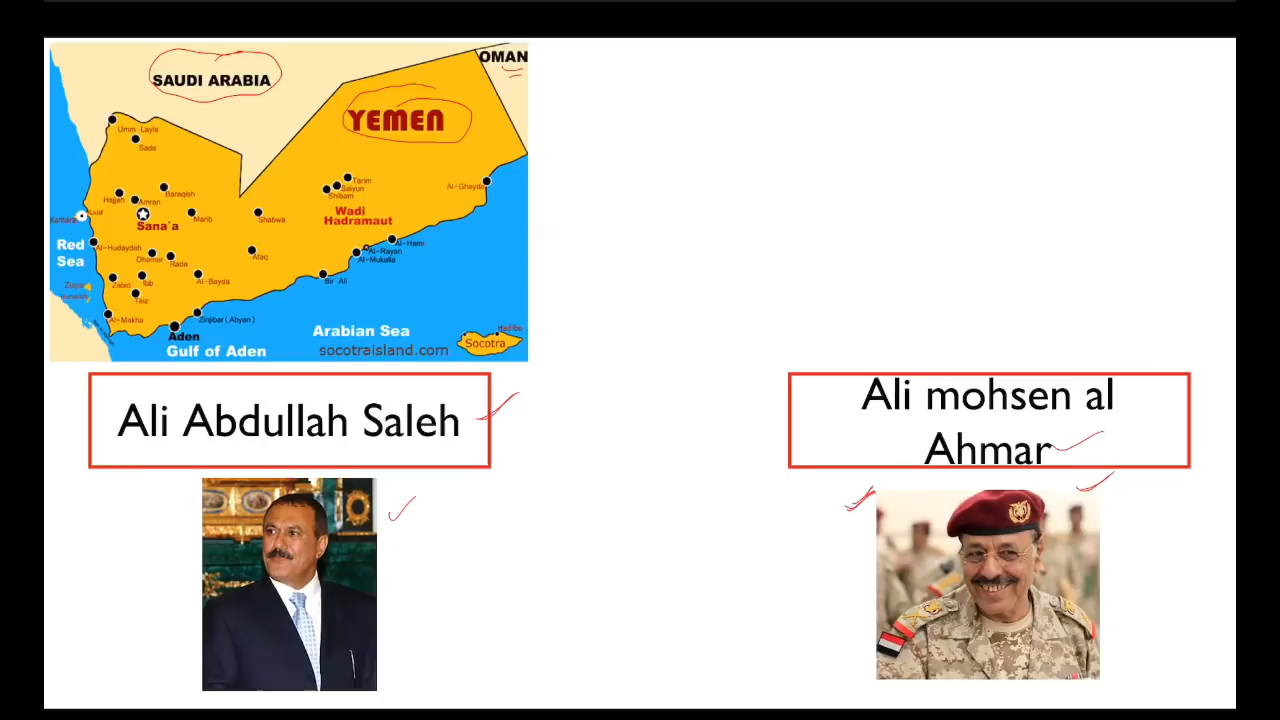 SAUDI ARABIA
OMAN
YEMEN
Umm Layla
Sada
Tarim
Saiyun
Shibam
Al-Ghayda
Hajjah
Amran
Baraqish
Kamaran
Sana`a
Marib
Shabwa
Wadi
Hadramaut
Red
Sea
Al-Hudaydah
Dhamar
Rada
Ataq
Al-Hami
Al-Rayan
Al-Mukalla
Zabid
Ibb
Al-Bayda
Bir Ali
Taiz
Al-Makha
Zinjibar (Abyan)
Aden
Gulf of Aden
Arabian Sea
socotraisland.com
Hadibo
Socotra
Ali Abdullah Saleh
Ali mohsen al
Ahmar